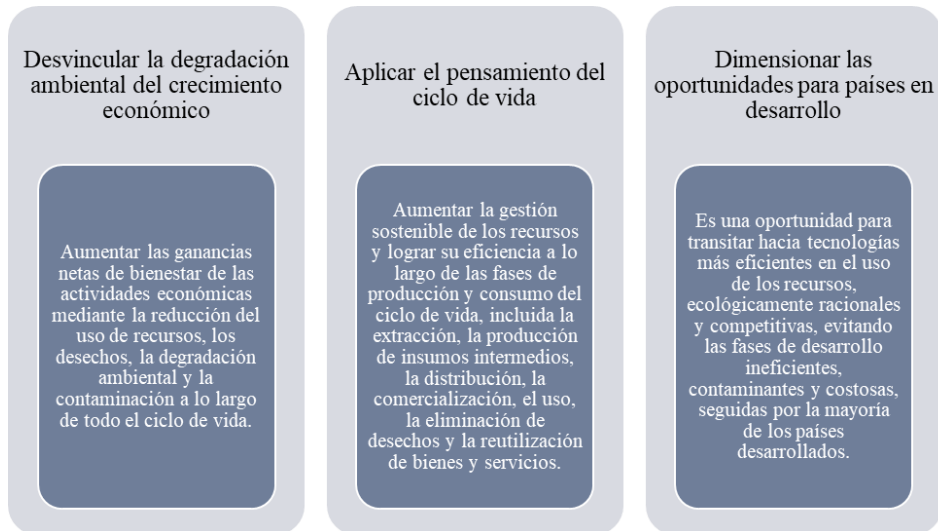 Desvincular la degradación
ambiental del crecimiento
económico
Aumentar las ganancias
netas de bienestar de las
actividades económicas
mediante la reducción del
uso de recursos, los
desechos, la degradación
ambiental y la
contaminación a lo largo
de todo el ciclo de vida.
Aplicar el pensamiento del
ciclo de vida
Aumentar la gestión
sostenible de los recursos
y lograr su eficiencia a lo
largo de las fases de
producción y consumo del
ciclo de vida, incluida la
extracción, la producción
de insumos intermedios,
la distribución, la
comercialización, el uso,
la eliminación de
desechos y la reutilización
de bienes y servicios.
Dimensionar las
oportunidades para países en
desarrollo
Es una oportunidad para
transitar hacia tecnologías
más eficientes en el uso
de los recursos,
ecológicamente racionales
y competitivas, evitando
las fases de desarrollo
ineficientes,
contaminantes y costosas,
seguidas por la mayoría
de los países
desarrollados.